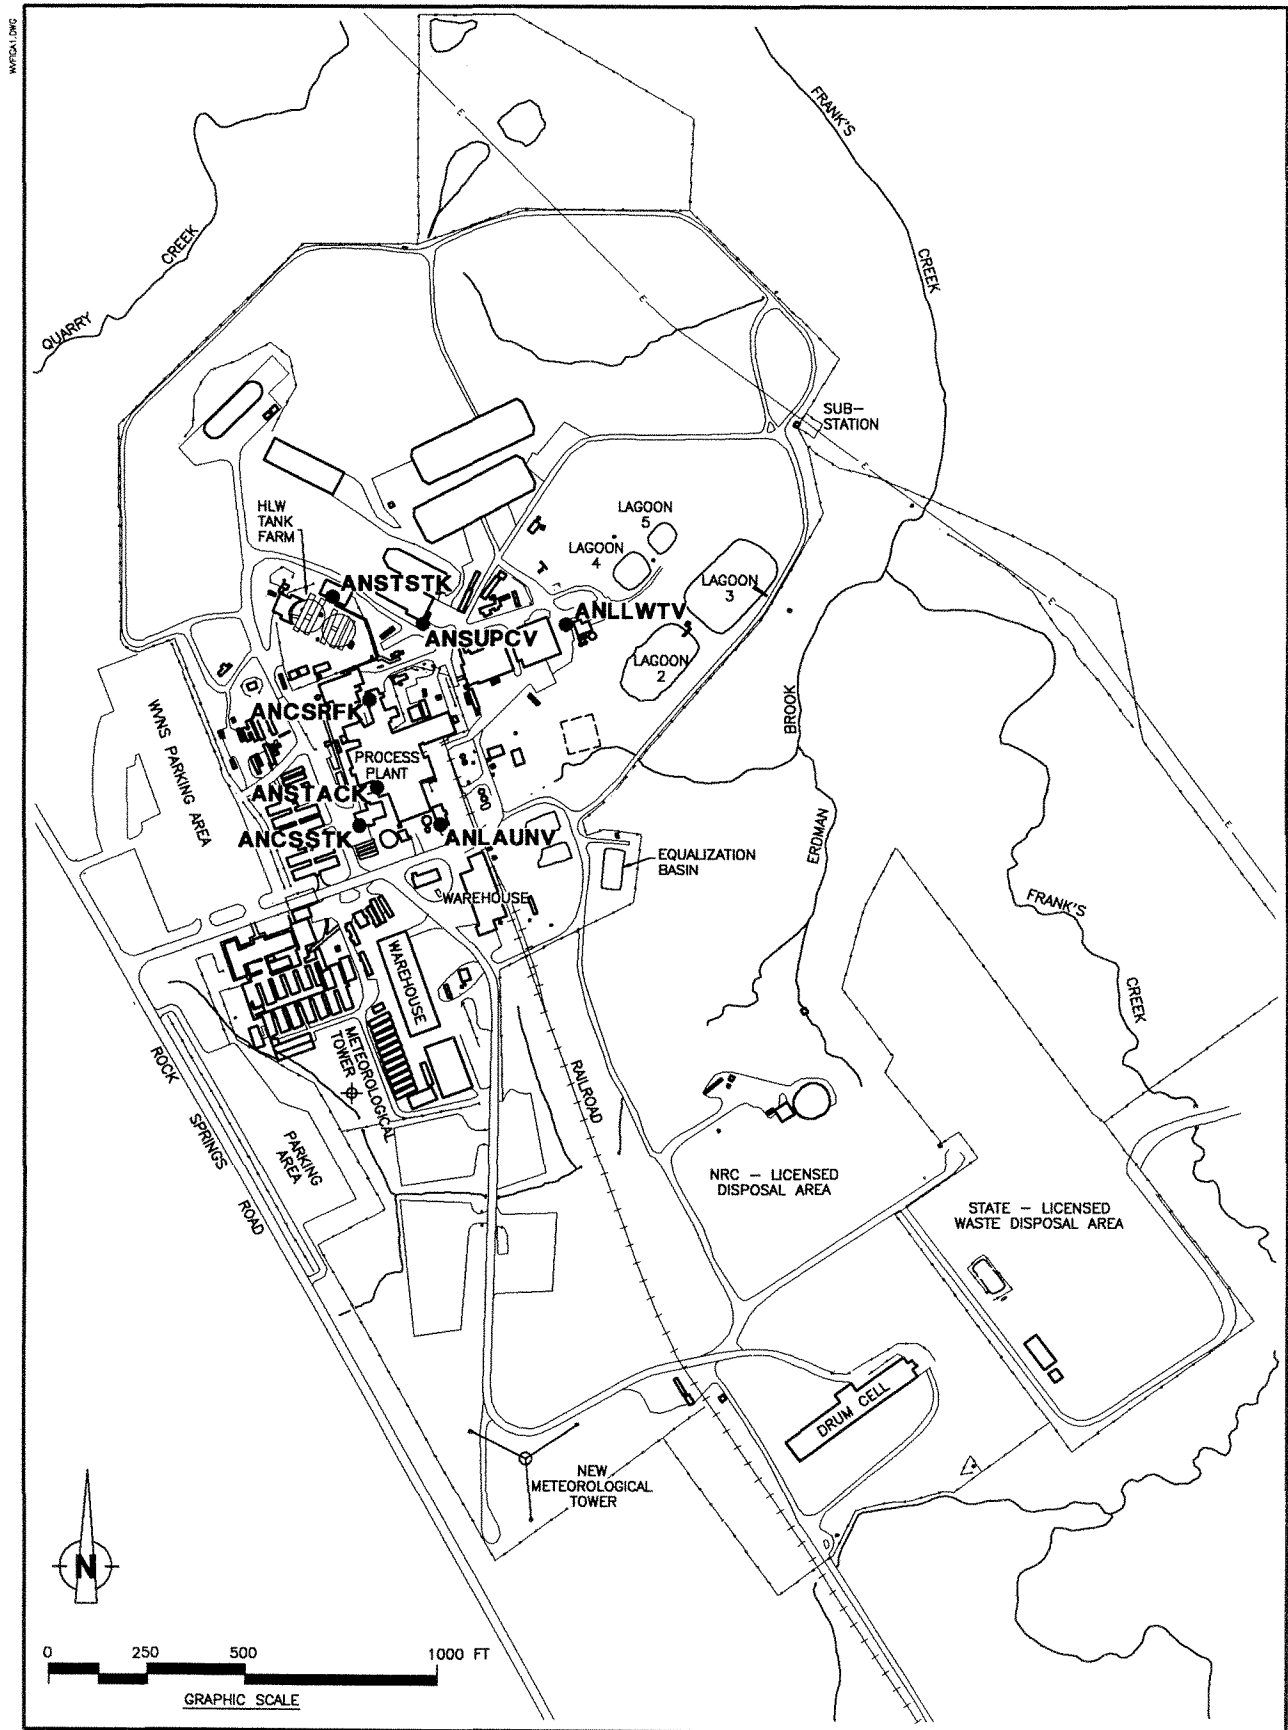 WVFIGA1.DWG
FRANK'S
CREEK
CREEK
QUARRY
SUB-
STATION
HLW
TANK
FARM
LAGOON
5
LAGOON
4
LAGOON
3
ANSTSTK
ANLLWTV
ANSUPCV
LAGOON
2
ANCSRFK
BROOK
WVNS PARKING AREA
PROCESS
PLANT
ANSTACK
ANCSSTK
ANLAUNV
ERDMAN
EQUALIZATION
BASIN
WAREHOUSE
FRANK'S
CREEK
WAREHOUSE
METEOROLOGICAL
TOWER
RAILROAD
ROCK
SPRINGS
ROAD
PARKING
AREA
NRC – LICENSED
DISPOSAL AREA
STATE – LICENSED
WASTE DISPOSAL AREA
DRUM CELL
NEW
METEOROLOGICAL
TOWER
N
0 250 500 1000 FT
GRAPHIC SCALE
E
E
E
E
E